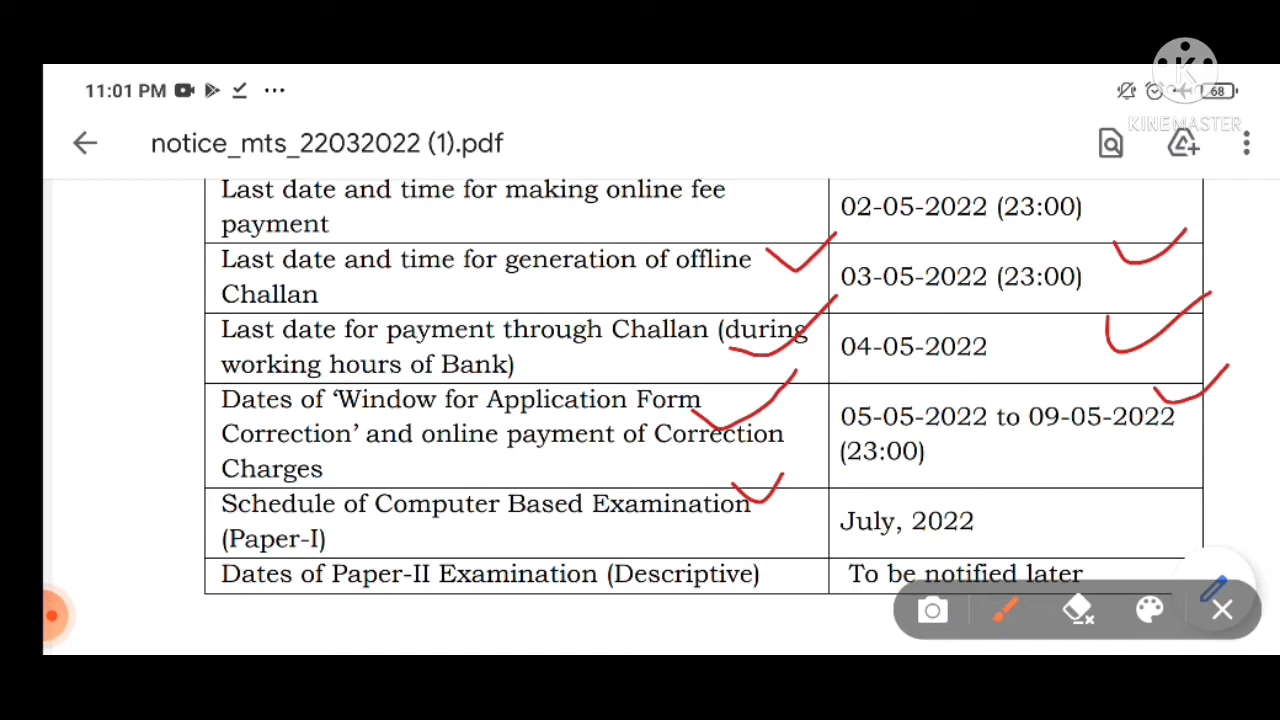 11:01 PM
68
KINEMASTER
notice_mts_22032022 (1).pdf
Last date and time for making online fee
payment
02-05-2022 (23:00)
Last date and time for generation of offline
Challan
03-05-2022 (23:00)
Last date for payment through Challan (during
working hours of Bank)
04-05-2022
Dates of ‘Window for Application Form
Correction’ and online payment of Correction
Charges
05-05-2022 to 09-05-2022
(23:00)
Schedule of Computer Based Examination
(Paper-I)
July, 2022
Dates of Paper-II Examination (Descriptive)
To be notified later